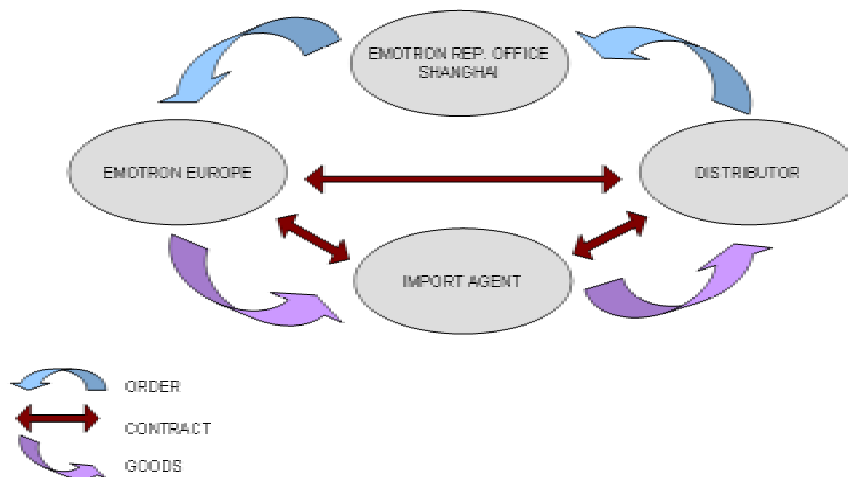 EMOTRON REP. OFFICE
SHANGHAI
EMOTRON EUROPE
DISTRIBUTOR
IMPORT AGENT
ORDER
CONTRACT
GOODS